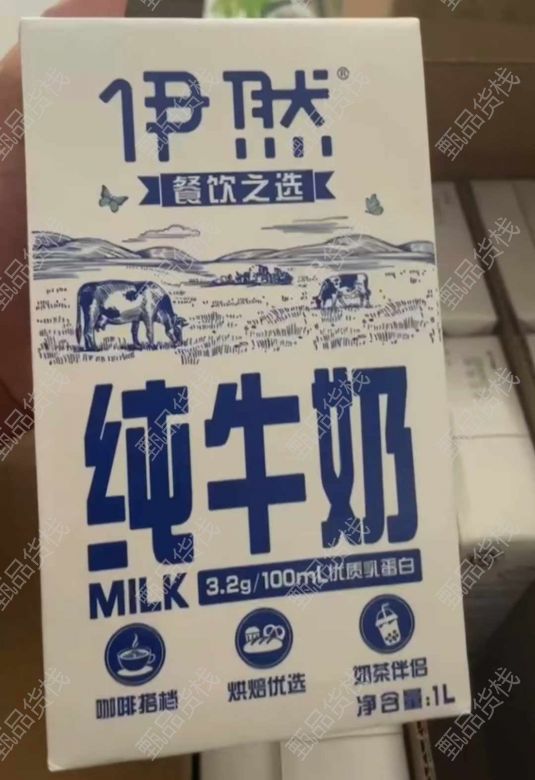 伊然®
餐饮之选
纯牛奶
MILK 3.2g/100mL优质乳蛋白
咖啡搭档 烘焙优选 奶茶伴侣
净含量:1L
甄品货栈